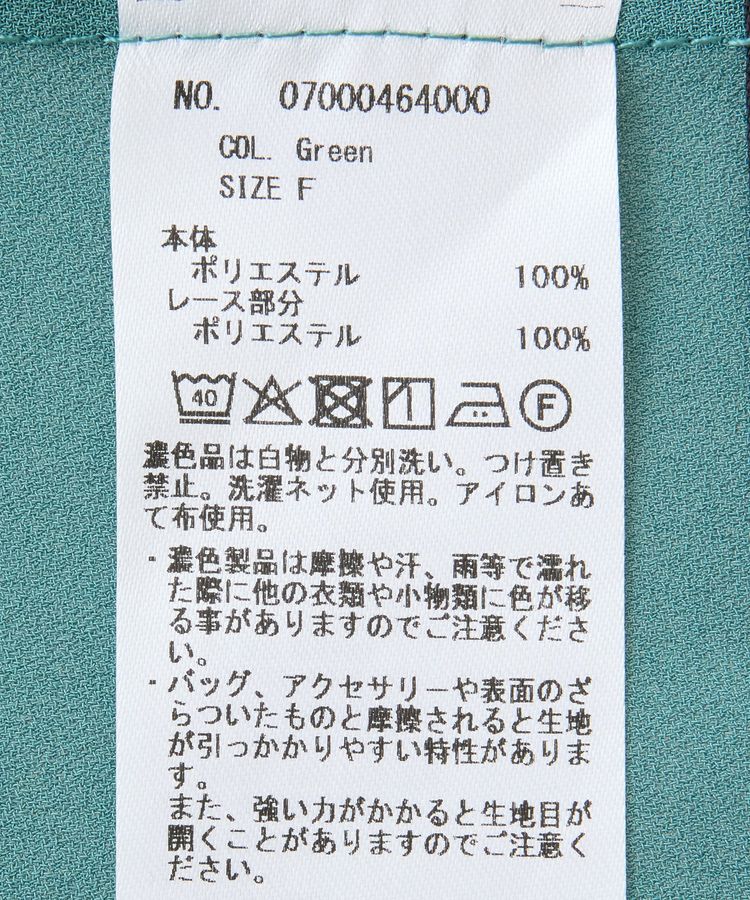 NO. 07000464000
COL. Green
SIZE F
本体
ポリエステル 100%
レース部分
ポリエステル 100%
40 F
濃色品は白物と分別洗い。つけ置き
禁止。洗濯ネット使用。アイロンあ
て布使用。
・濃色製品は摩擦や汗、雨等で濡れ
た際に他の衣類や小物類に色が移
る事がありますのでご注意くださ
い。
・バッグ、アクセサリーや表面のざ
らついたものと摩擦されると生地
が引っかかりやすい特性がありま
す。
また、強い力がかかると生地目が
開くことがありますのでご注意く
ださい。